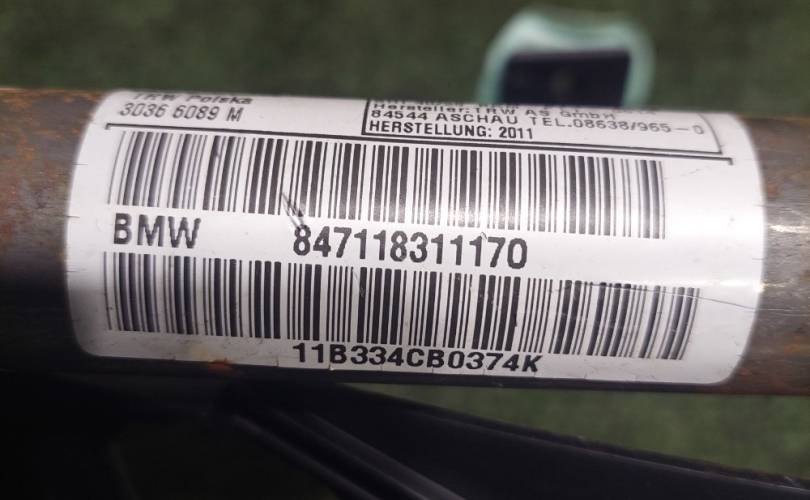 TRW Polska
3036 6089 M
Hersteller: TRW AS GmbH
84544 ASCHAU TEL.08638/965-0
HERSTELLUNG: 2011
BMW 847118311170
11B334CB0374K